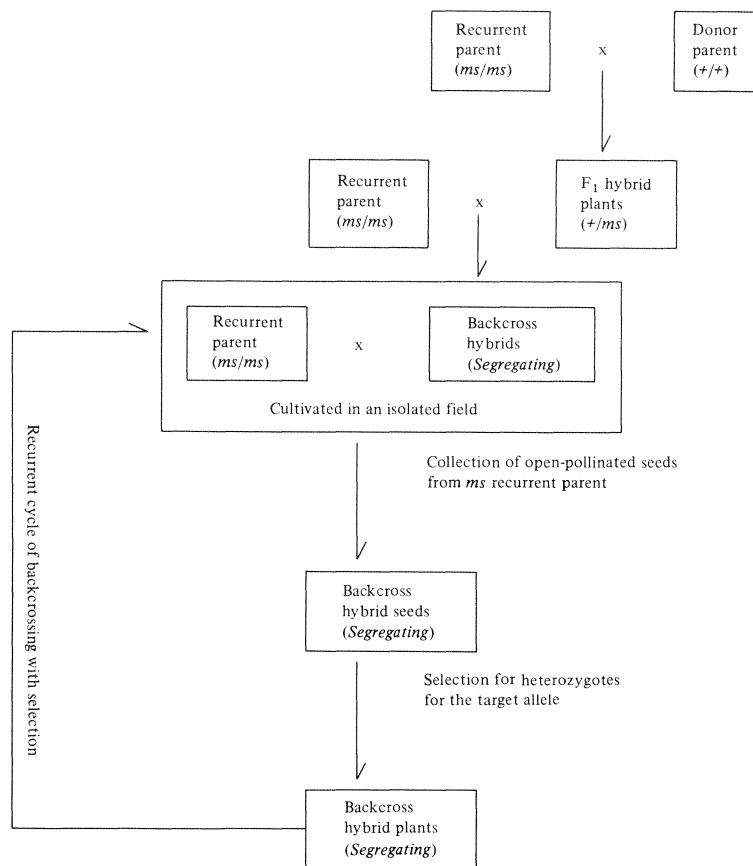 Recurrent
parent
(ms/ms)
x
Donor
parent
(+/+)
Recurrent
parent
(ms/ms)
x
F1 hybrid
plants
(+/ms)
Recurrent
parent
(ms/ms)
x
Backcross
hybrids
(Segregating)
Cultivated in an isolated field
Collection of open-pollinated seeds
from ms recurrent parent
Recurrent cycle of backcrossing with selection
Backcross
hybrid seeds
(Segregating)
Selection for heterozygotes
for the target allele
Backcross
hybrid plants
(Segregating)